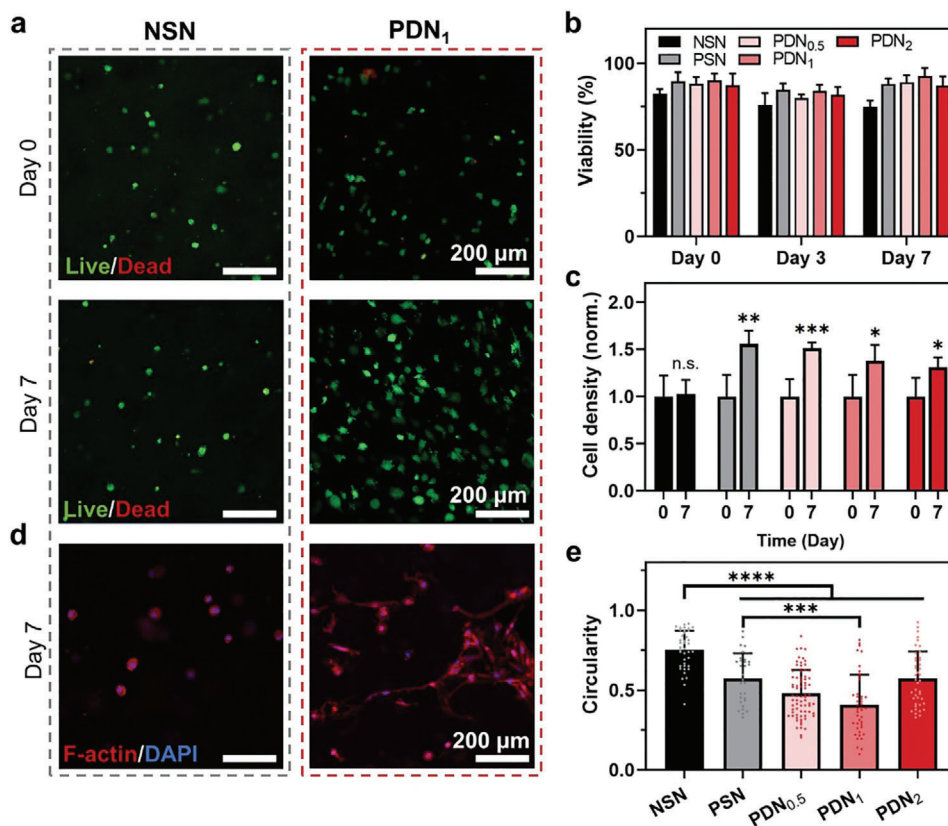 a
NSN
PDN₁
Day 0
Live/Dead
200 µm
Day 7
Live/Dead
200 µm
d
Day 7
F-actin/DAPI
200 µm
b
NSN PDN₀.₅ PDN₂
PSN PDN₁
Viability (%)
100
50
0
Day 0 Day 3 Day 7
c
Cell density (norm.)
2.0
1.5
1.0
0.5
0.0
n.s. ** *** * *
0 7 0 7 0 7 0 7 0 7
Time (Day)
e
Circularity
1.0
0.5
0.0
****
***
NSN PSN PDN₀.₅ PDN₁ PDN₂